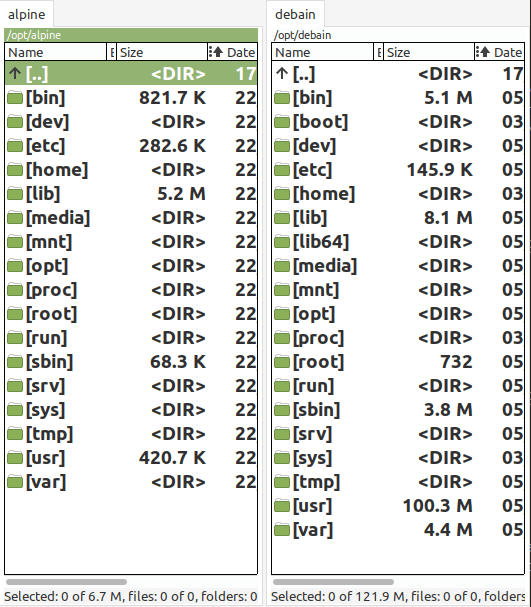 alpine
/opt/alpine
Name E Size Date
[..] <DIR> 17
[bin] 821.7 K 22
[dev] <DIR> 22
[etc] 282.6 K 22
[home] <DIR> 22
[lib] 5.2 M 22
[media] <DIR> 22
[mnt] <DIR> 22
[opt] <DIR> 22
[proc] <DIR> 22
[root] <DIR> 22
[run] <DIR> 22
[sbin] 68.3 K 22
[srv] <DIR> 22
[sys] <DIR> 22
[tmp] <DIR> 22
[usr] 420.7 K 22
[var] <DIR> 22
Selected: 0 of 6.7 M, files: 0 of 0, folders: 0
debain
/opt/debain
Name E Size Date
[..] <DIR> 17
[bin] 5.1 M 05
[boot] <DIR> 03
[dev] <DIR> 05
[etc] 145.9 K 05
[home] <DIR> 03
[lib] 8.1 M 05
[lib64] <DIR> 05
[media] <DIR> 05
[mnt] <DIR> 05
[opt] <DIR> 05
[proc] <DIR> 03
[root] 732 05
[run] <DIR> 05
[sbin] 3.8 M 05
[srv] <DIR> 05
[sys] <DIR> 03
[tmp] <DIR> 05
[usr] 100.3 M 05
[var] 4.4 M 05
Selected: 0 of 121.9 M, files: 0 of 0, folders: